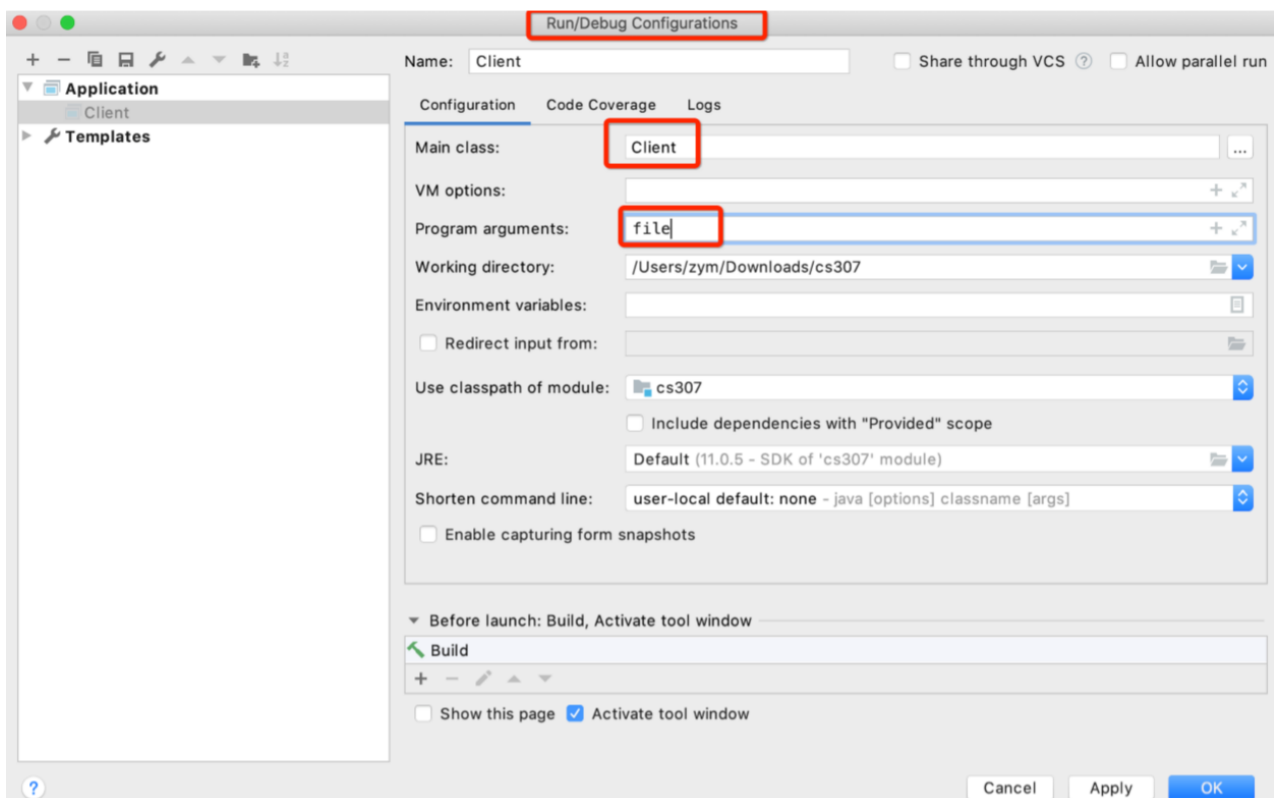 Run/Debug Configurations
Name: Client
Share through VCS ?
Allow parallel run
Application
Client
Templates
Configuration Code Coverage Logs
Main class: Client ...
VM options:
Program arguments: file
Working directory: /Users/zym/Downloads/cs307
Environment variables:
Redirect input from:
Use classpath of module: cs307
Include dependencies with "Provided" scope
JRE: Default (11.0.5 - SDK of 'cs307' module)
Shorten command line: user-local default: none - java [options] classname [args]
Enable capturing form snapshots
Before launch: Build, Activate tool window
Build
Show this page Activate tool window
? Cancel Apply OK